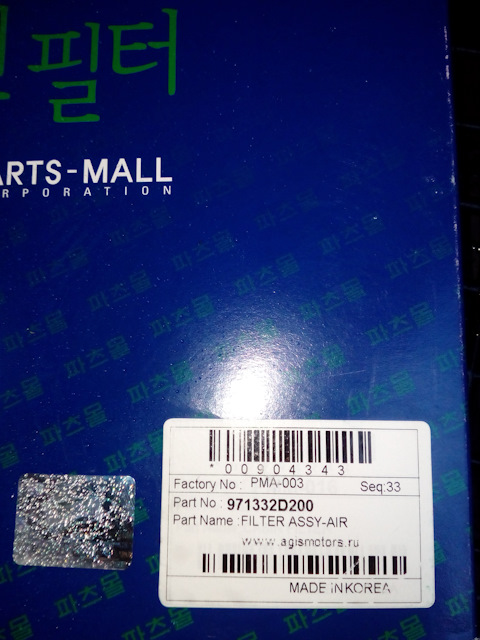 필터
ARTS-MALL
RPORATION
파츠몰
*00904343
Factory No : PMA-003 Seq:33
Part No : 971332D200
Part Name :FILTER ASSY-AIR
www.agismotors.ru
MADE IN KOREA